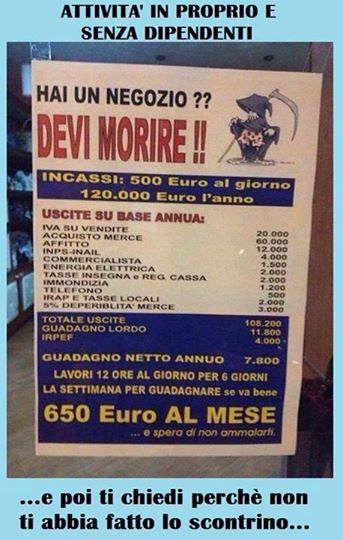 ATTIVITA' IN PROPRIO E
SENZA DIPENDENTI
HAI UN NEGOZIO ??
DEVI MORIRE !!
INCASSI: 500 Euro al giorno
120.000 Euro l'anno
USCITE SU BASE ANNUA:
IVA SU VENDITE 20.000
ACQUISTO MERCE 60.000
AFFITTO 12.000
INPS-INAIL 4.000
COMMERCIALISTA 1.500
ENERGIA ELETTRICA 2.000
TASSE INSEGNA e REG. CASSA 2.000
IMMONDIZIA 1.200
TELEFONO 500
IRAP E TASSE LOCALI 2.000
5% DEPERIBLITA' MERCE 3.000
TOTALE USCITE 108,200
GUADAGNO LORDO 11.800
IRPEF 4.000
GUADAGNO NETTO ANNUO 7.800
LAVORI 12 ORE AL GIORNO PER 6 GIORNI
LA SETTIMANA PER GUADAGNARE se va bene
650 Euro AL MESE
... e spera di non ammalarti.
...e poi ti chiedi perchè non
ti abbia fatto lo scontrino...